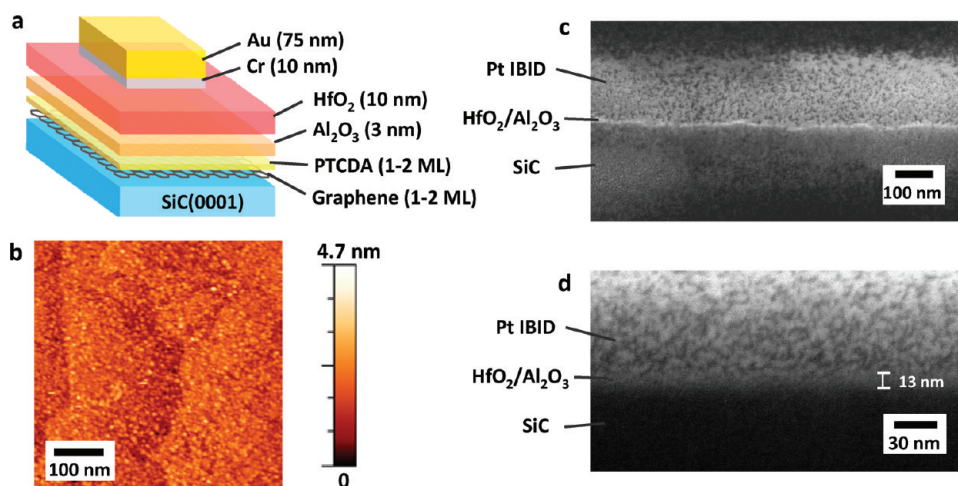 a
Au (75 nm)
Cr (10 nm)
HfO₂ (10 nm)
Al₂O₃ (3 nm)
PTCDA (1-2 ML)
Graphene (1-2 ML)
SiC(0001)
b
4.7 nm
0
100 nm
c
Pt IBID
HfO₂/Al₂O₃
SiC
100 nm
d
Pt IBID
HfO₂/Al₂O₃
13 nm
SiC
30 nm